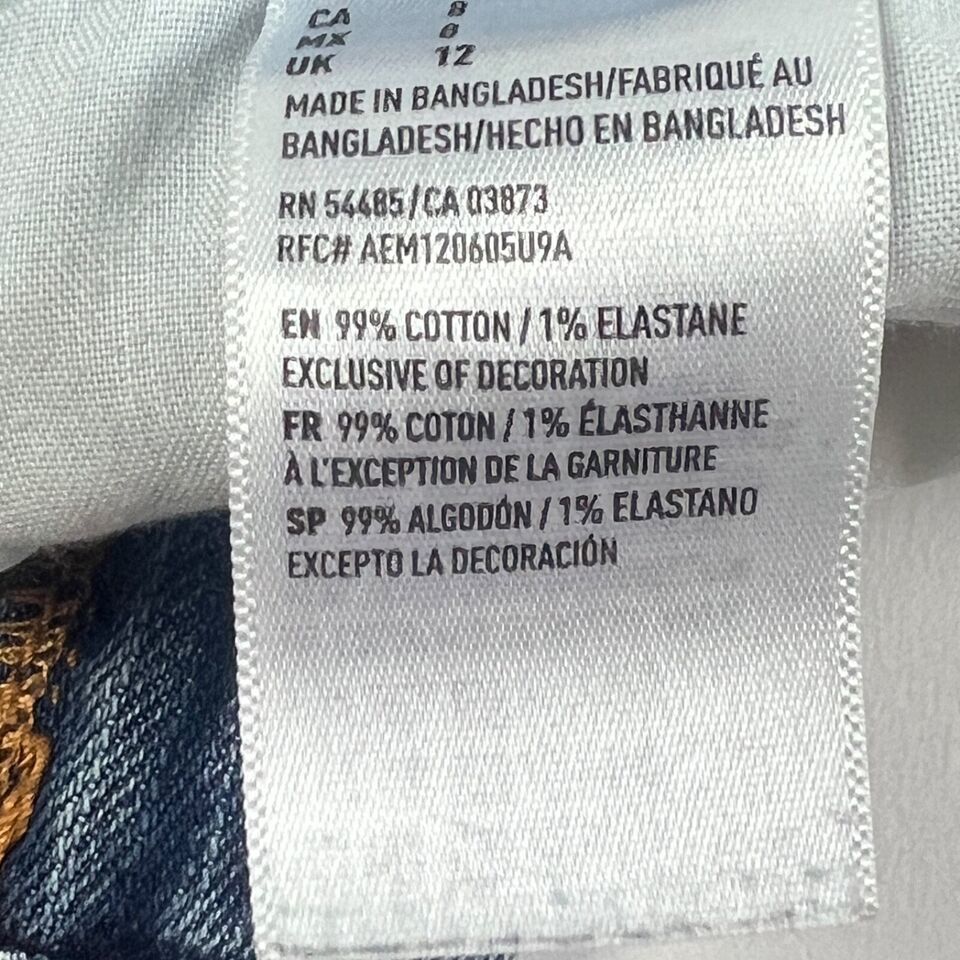 CA 8
MX
UK 12
MADE IN BANGLADESH/FABRIQUÉ AU
BANGLADESH/HECHO EN BANGLADESH
RN 54485/CA 03873
RFC# AEM120605U9A
EN 99% COTTON / 1% ELASTANE
EXCLUSIVE OF DECORATION
FR 99% COTON / 1% ÉLASTHANNE
À L'EXCEPTION DE LA GARNITURE
SP 99% ALGODÓN / 1% ELASTANO
EXCEPTO LA DECORACIÓN